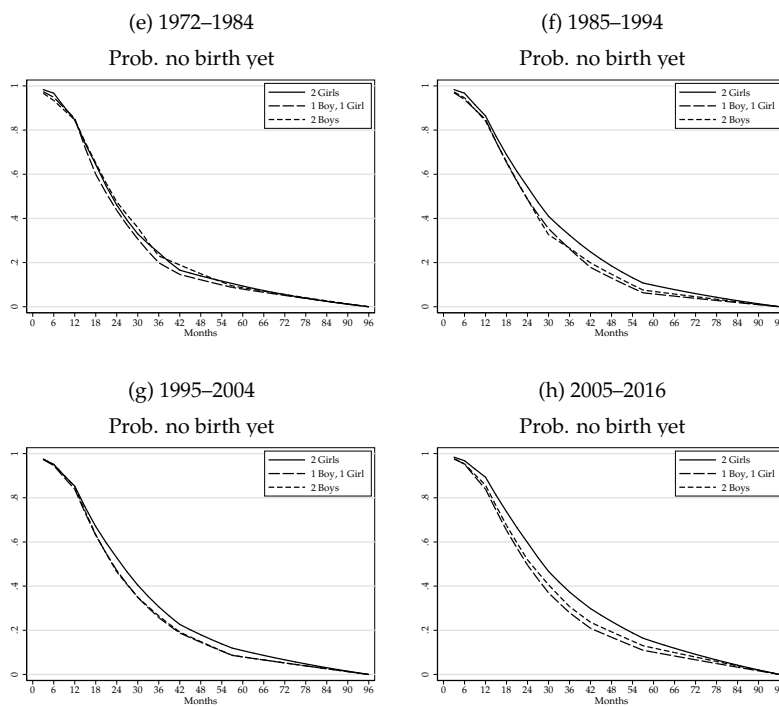 (e) 1972–1984
Prob. no birth yet
2 Girls
1 Boy, 1 Girl
2 Boys
1
.8
.6
.4
.2
0
0 6 12 18 24 30 36 42 48 54 60 66 72 78 84 90 96
Months
(f) 1985–1994
Prob. no birth yet
2 Girls
1 Boy, 1 Girl
2 Boys
1
.8
.6
.4
.2
0
0 6 12 18 24 30 36 42 48 54 60 66 72 78 84 90 9
Months
(g) 1995–2004
Prob. no birth yet
2 Girls
1 Boy, 1 Girl
2 Boys
1
.8
.6
.4
.2
0
0 6 12 18 24 30 36 42 48 54 60 66 72 78 84 90 96
Months
(h) 2005–2016
Prob. no birth yet
2 Girls
1 Boy, 1 Girl
2 Boys
1
.8
.6
.4
.2
0
0 6 12 18 24 30 36 42 48 54 60 66 72 78 84 90 9
Months